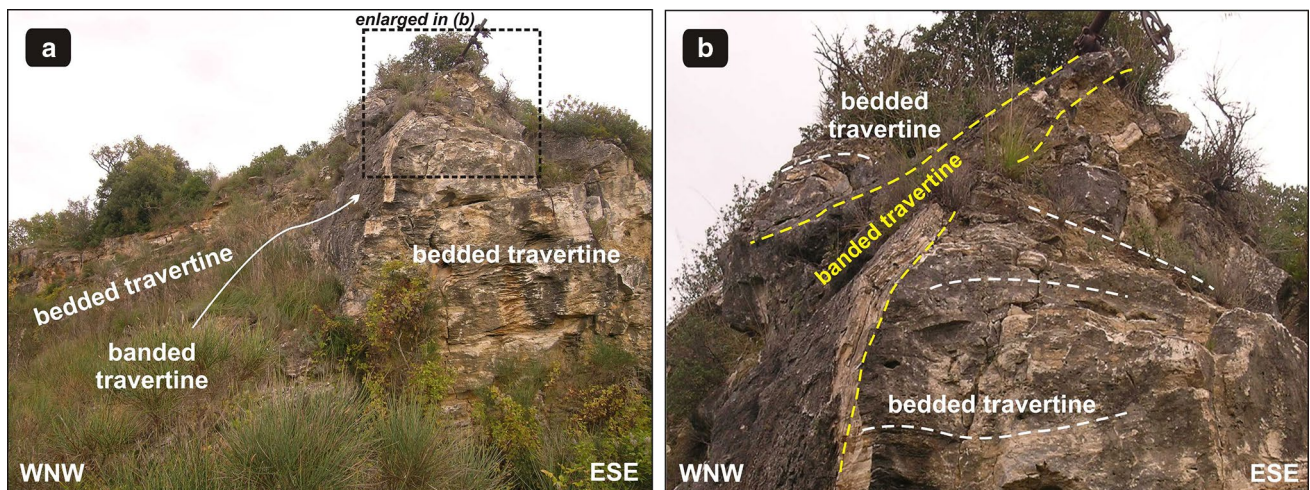 a
enlarged in (b)
bedded travertine
bedded travertine
banded
travertine
WNW
ESE
b
bedded
travertine
banded travertine
bedded travertine
WNW
ESE